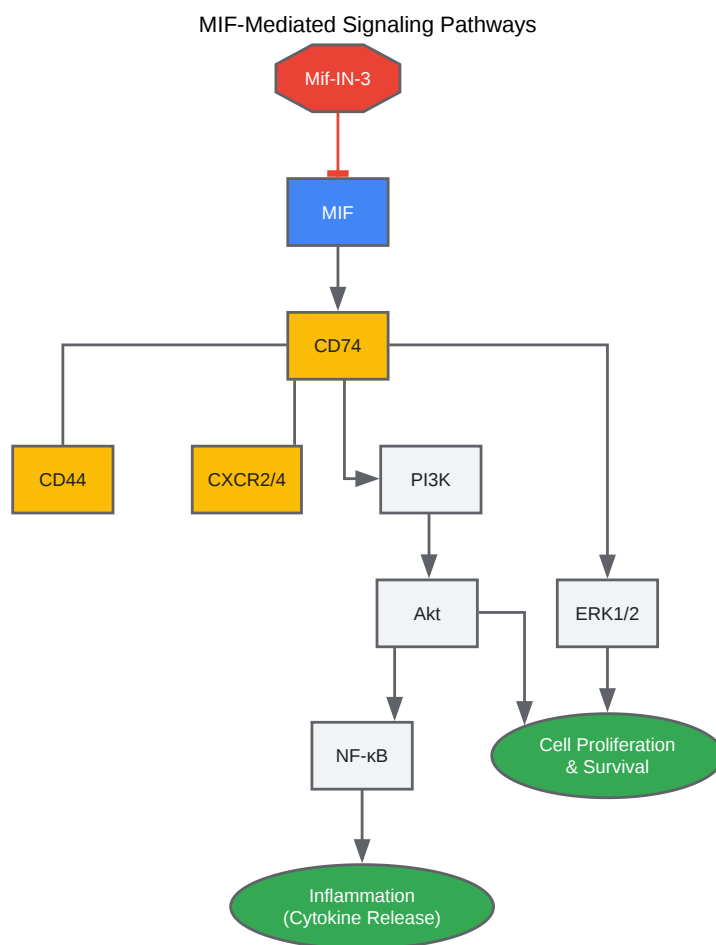 MIF-Mediated Signaling Pathways
Mif-IN-3
MIF
CD74
CD44
CXCR2/4
PI3K
Akt
ERK1/2
NF-κB
Cell Proliferation
& Survival
Inflammation
(Cytokine Release)